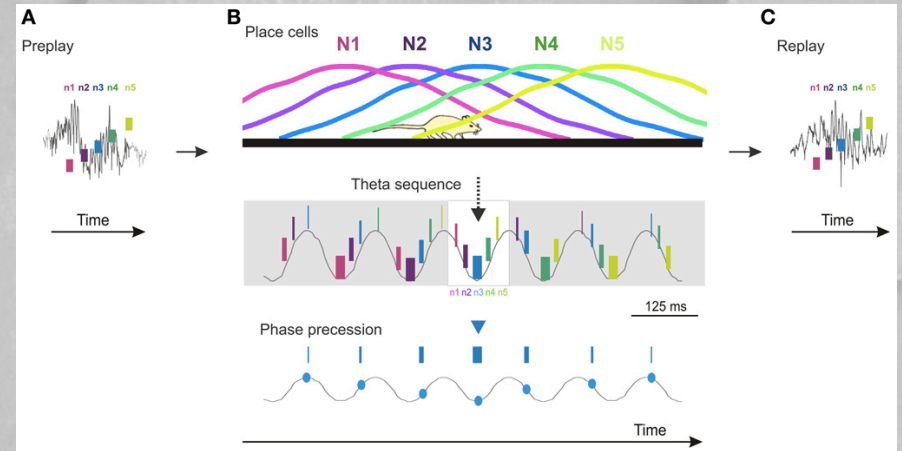 A
Preplay
n1 n2 n3 n4 n5
Time
B
Place cells
N1 N2 N3 N4 N5
Theta sequence
n1 n2 n3 n4 n5
125 ms
Phase precession
Time
C
Replay
n1 n2 n3 n4 n5
Time